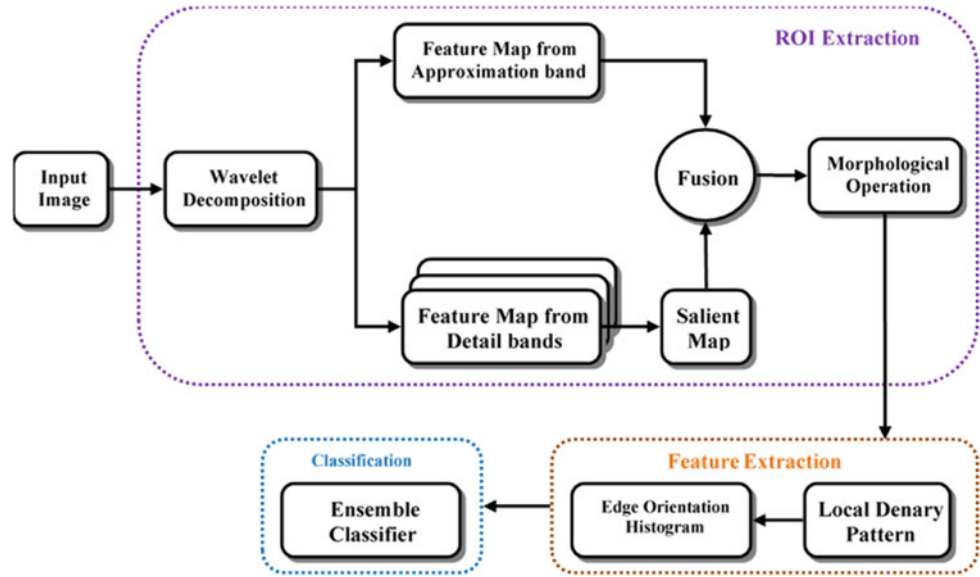 ROI Extraction
Feature Map from
Approximation band
Input
Image
Wavelet
Decomposition
Fusion
Morphological
Operation
Feature Map from
Detail bands
Salient
Map
Classification
Ensemble
Classifier
Feature Extraction
Edge Orientation
Histogram
Local Denary
Pattern